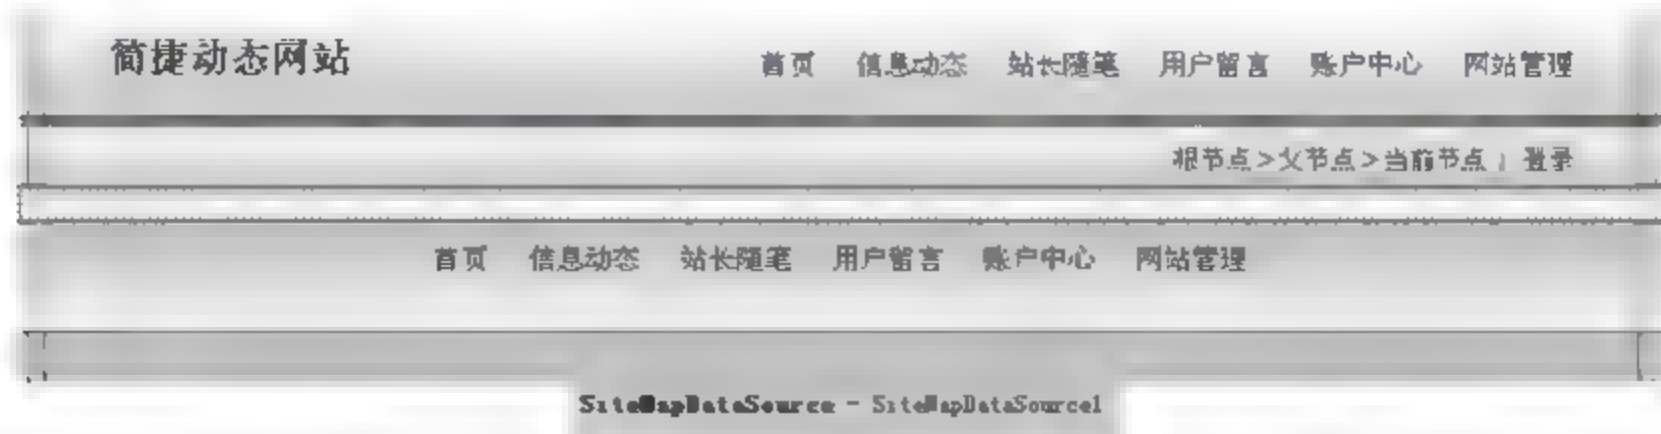 简捷动态网站
首页 信息动态 站长随笔 用户留言 账户中心 网站管理
根节点>父节点>当前节点 | 登录
首页 信息动态 站长随笔 用户留言 账户中心 网站管理
SiteMapDataSource - SiteMapDataSource1